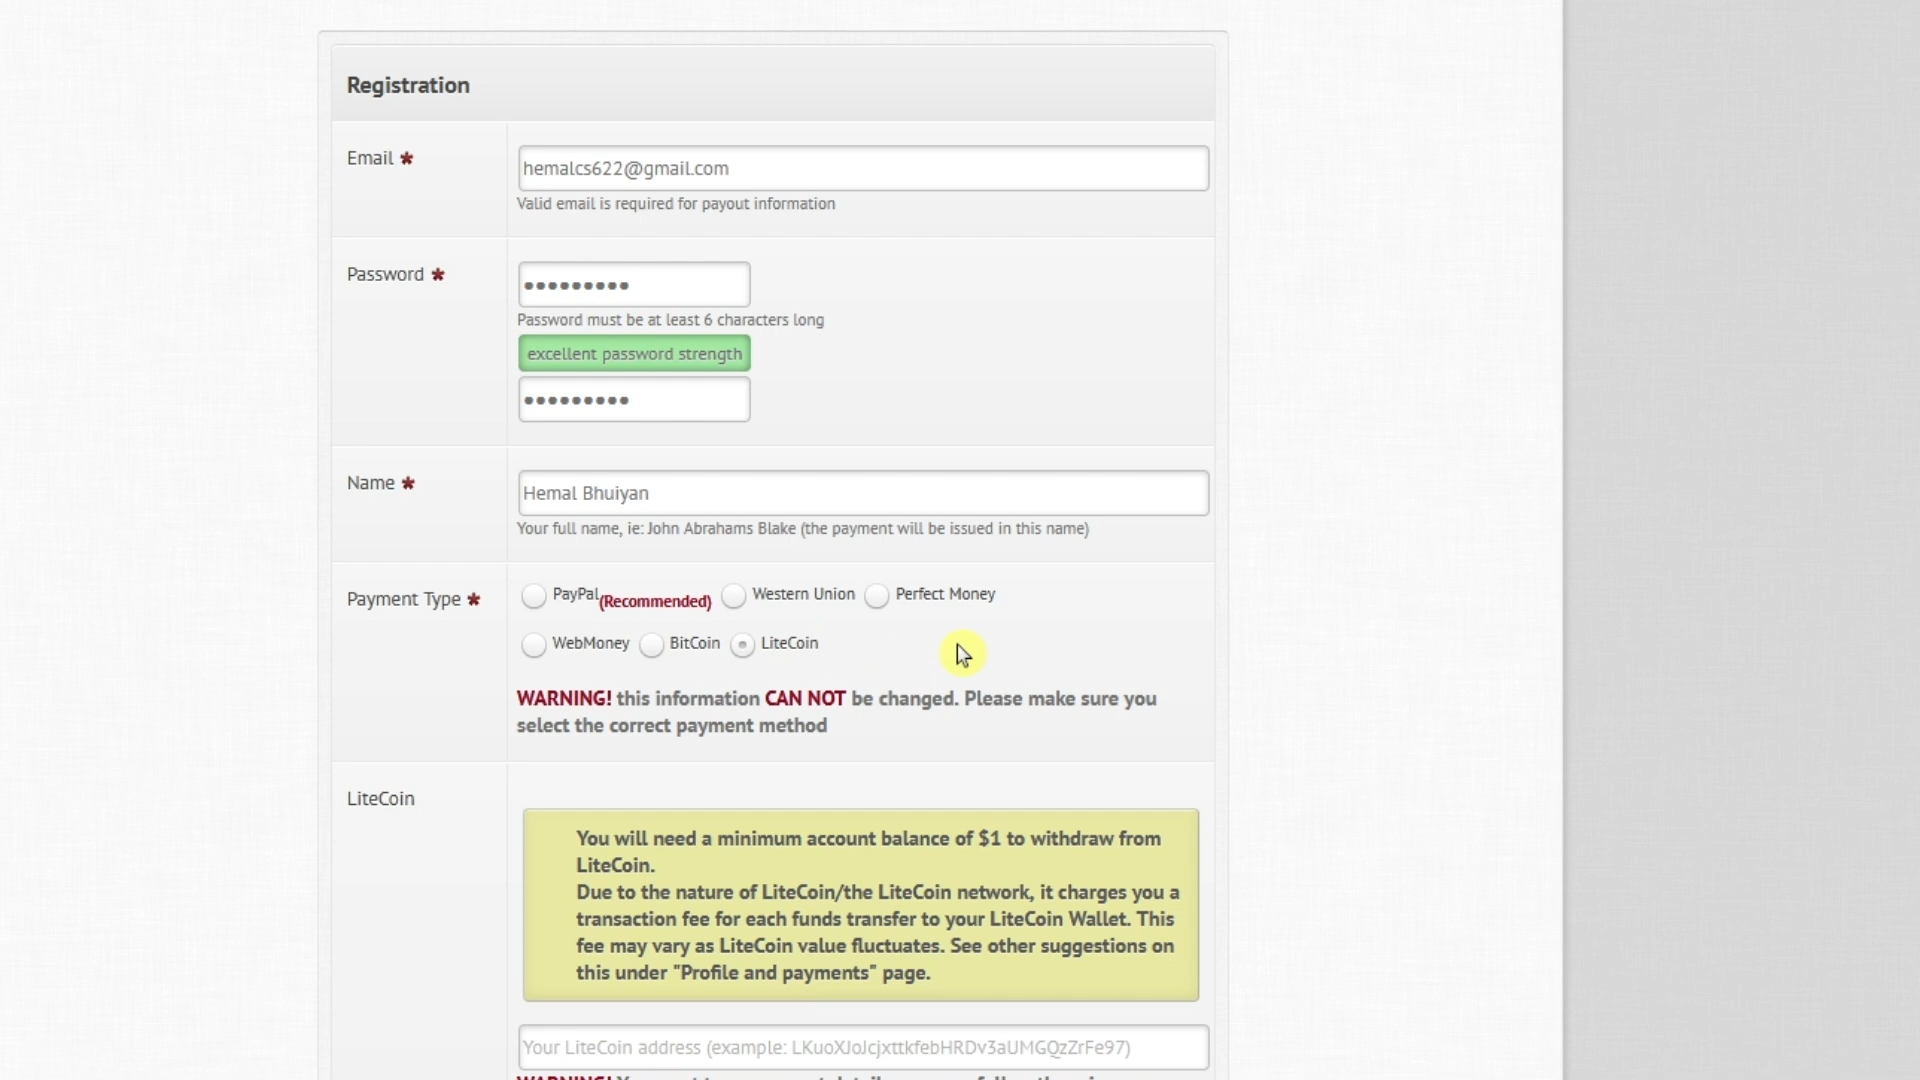 Registration
Email *
hemalcs622@gmail.com
Valid email is required for payout information
Password *
•••••••••
Password must be at least 6 characters long
excellent password strength
•••••••••
Name *
Hemal Bhuiyan
Your full name, ie: John Abrahams Blake (the payment will be issued in this name)
Payment Type *
PayPal (Recommended) Western Union Perfect Money
WebMoney BitCoin LiteCoin
WARNING! this information CAN NOT be changed. Please make sure you
select the correct payment method
LiteCoin
You will need a minimum account balance of $1 to withdraw from
LiteCoin.
Due to the nature of LiteCoin/the LiteCoin network, it charges you a
transaction fee for each funds transfer to your LiteCoin Wallet. This
fee may vary as LiteCoin value fluctuates. See other suggestions on
this under "Profile and payments" page.
Your LiteCoin address (example: LKuoXJoJcjxttkfebHRDv3aUMGQzZrFe97)
WARNING!